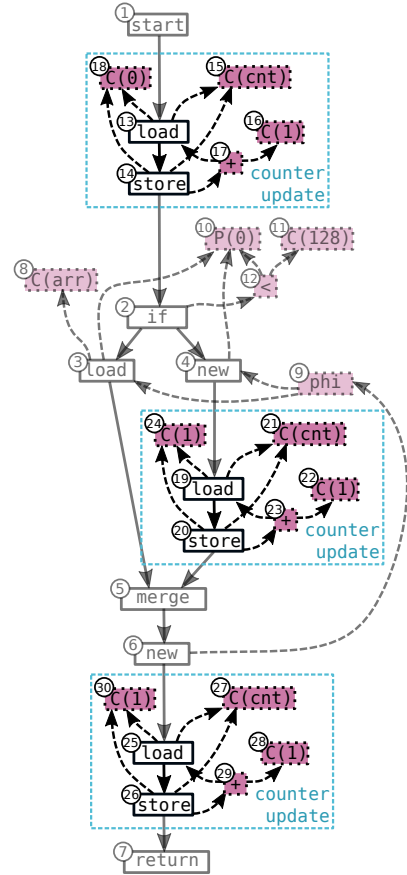 1 start
18 C(0) 15 C(cnt)
13 load 16 C(1)
17 +
14 store counter
update
10 P(0) 11 C(128)
8 C(arr) 12 <
2 if
3 load 4 new 9 phi
24 C(1) 21 C(cnt)
19 load 22 C(1)
23 +
20 store counter
update
5 merge
6 new
30 C(1) 27 C(cnt)
25 load 28 C(1)
29 +
26 store counter
update
7 return